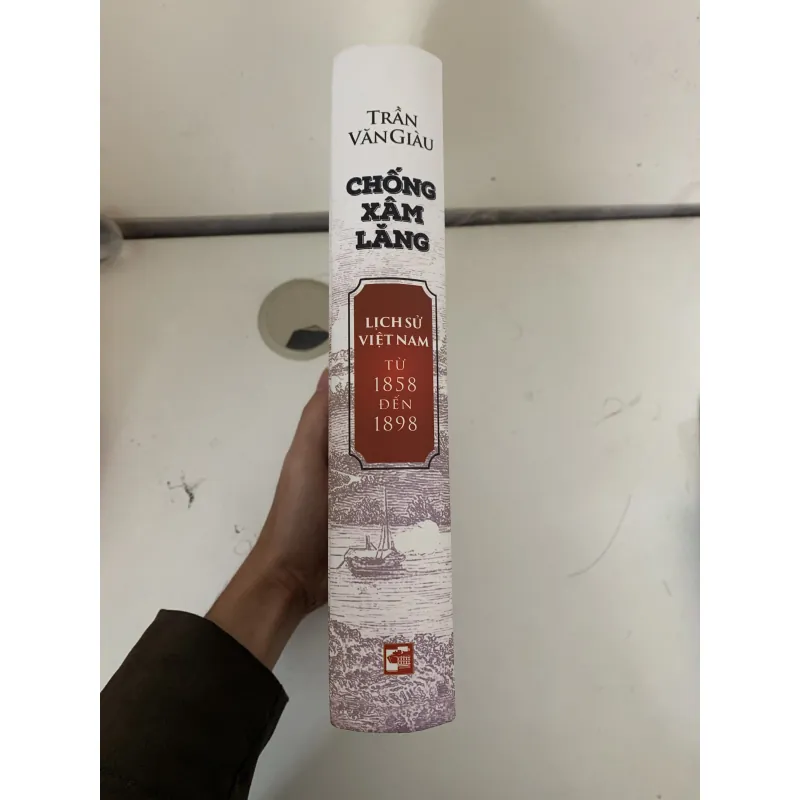 TRẦN
VĂN GIÀU
CHỐNG
XÂM
LĂNG
LỊCH SỬ
VIỆT NAM
TỪ
1858
ĐẾN
1898